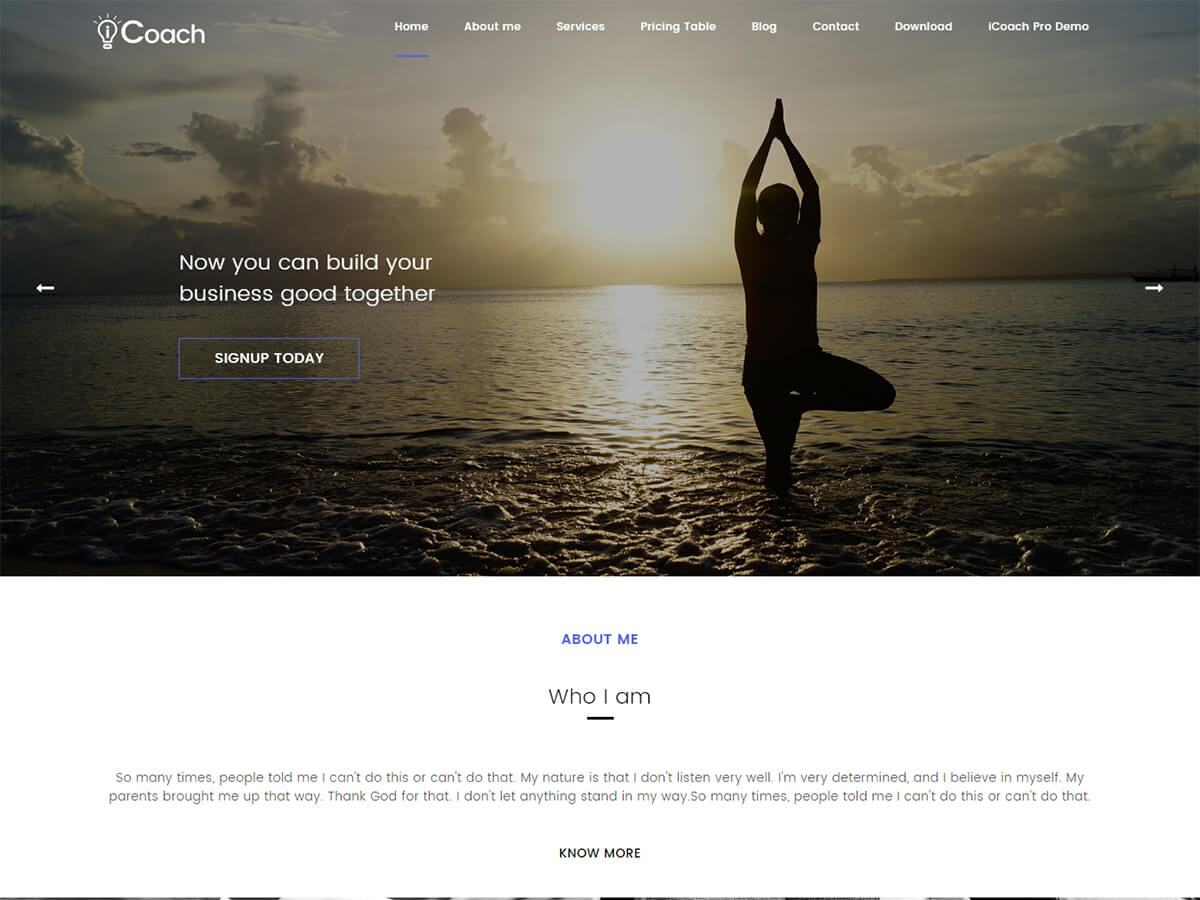 iCoach
Home About me Services Pricing Table Blog Contact Download iCoach Pro Demo
Now you can build your
business good together
SIGNUP TODAY
ABOUT ME
Who I am
So many times, people told me I can't do this or can't do that. My nature is that I don't listen very well. I'm very determined, and I believe in myself. My
parents brought me up that way. Thank God for that. I don't let anything stand in my way.So many times, people told me I can't do this or can't do that.
KNOW MORE